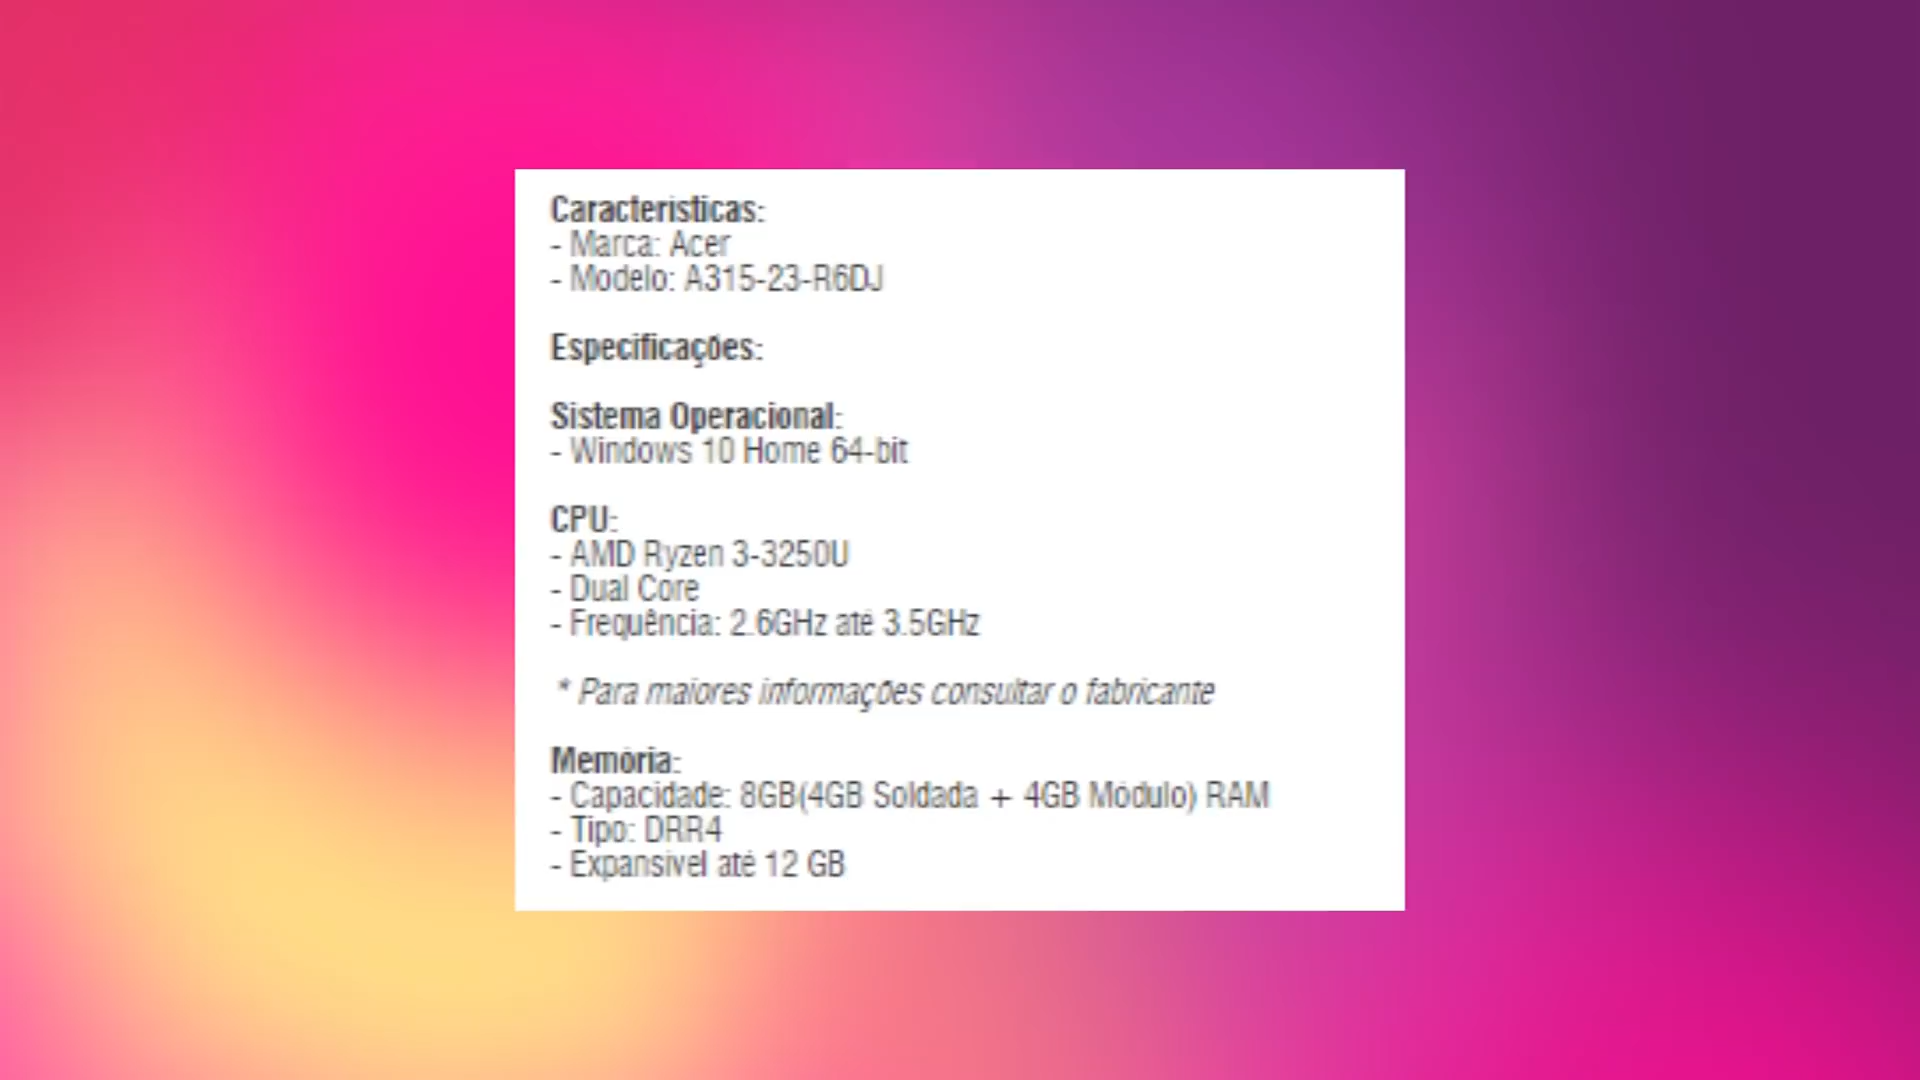 Características:
- Marca: Acer
- Modelo: A315-23-R6DJ
Especificações:
Sistema Operacional:
- Windows 10 Home 64-bit
CPU:
- AMD Ryzen 3-3250U
- Dual Core
- Frequência: 2.6GHz até 3.5GHz
* Para maiores informações consultar o fabricante
Memória:
- Capacidade: 8GB(4GB Soldada + 4GB Módulo) RAM
- Tipo: DRR4
- Expansível até 12 GB